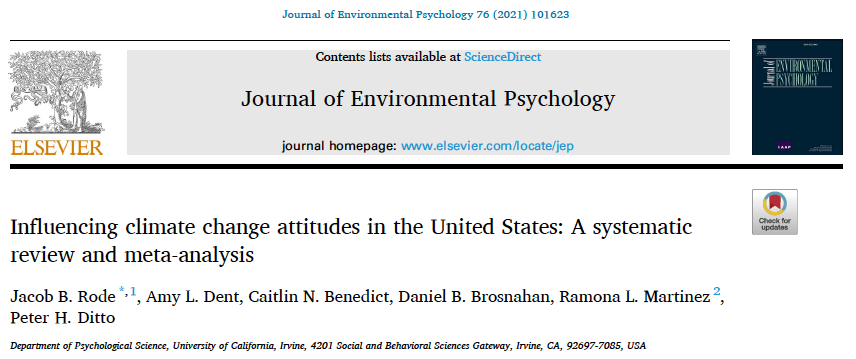 Journal of Environmental Psychology 76 (2021) 101623
Contents lists available at ScienceDirect
Journal of Environmental Psychology
journal homepage: www.elsevier.com/locate/jep
ELSEVIER
Journal of
ENVIRONMENTAL
PSYCHOLOGY
IAAP
Check for
updates
Influencing climate change attitudes in the United States: A systematic
review and meta-analysis
Jacob B. Rode *,1, Amy L. Dent, Caitlin N. Benedict, Daniel B. Brosnahan, Ramona L. Martinez 2,
Peter H. Ditto
Department of Psychological Science, University of California, Irvine, 4201 Social and Behavioral Sciences Gateway, Irvine, CA, 92697-7085, USA